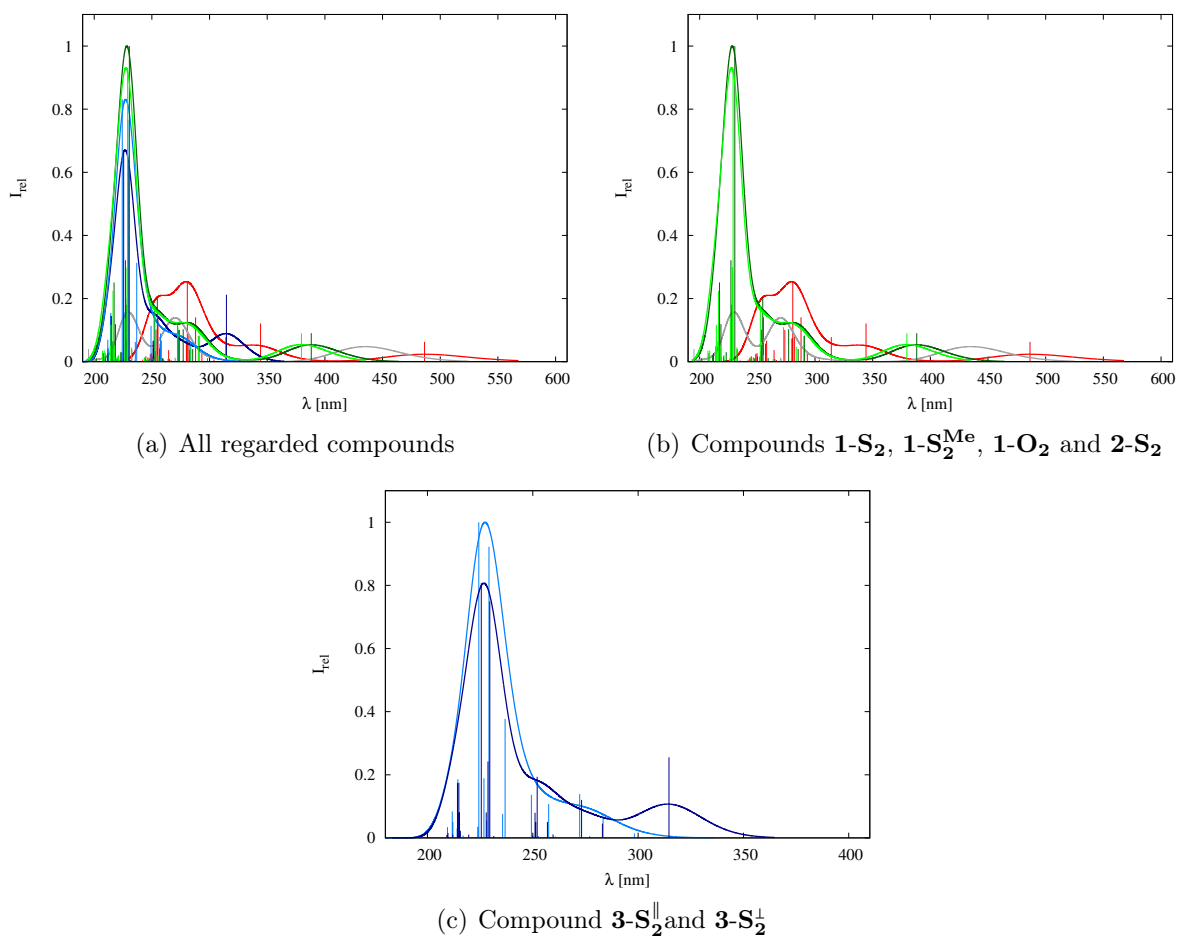 1
0.8
0.6
0.4
0.2
0
I_rel
200 250 300 350 400 450 500 550 600
λ [nm]
(a) All regarded compounds
1
0.8
0.6
0.4
0.2
0
I_rel
200 250 300 350 400 450 500 550 600
λ [nm]
(b) Compounds 1-S₂, 1-S₂ᴹᵉ, 1-O₂ and 2-S₂
1
0.8
0.6
0.4
0.2
0
I_rel
200 250 300 350 400
λ [nm]
(c) Compound 3-S₂^∥and 3-S₂^⊥